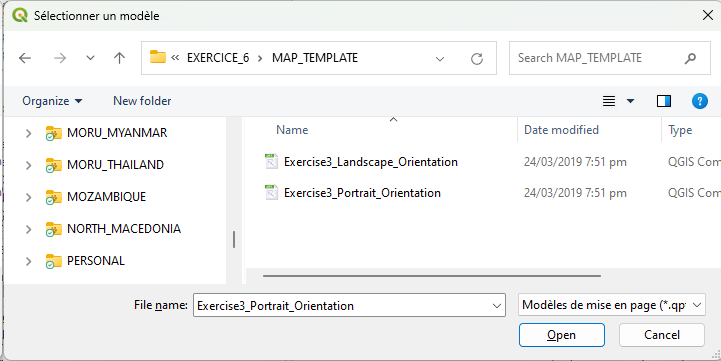 Sélectionner un modèle
« EXERCICE_6 > MAP_TEMPLATE
Search MAP_TEMPLATE
Organize
New folder
Name Date modified Type
MORU_MYANMAR
MORU_THAILAND
MOZAMBIQUE
NORTH_MACEDONIA
PERSONAL
Exercise3_Landscape_Orientation 24/03/2019 7:51 pm QGIS Com
Exercise3_Portrait_Orientation 24/03/2019 7:51 pm QGIS Com
File name: Exercise3_Portrait_Orientation
Modèles de mise en page (*.qp
Open Cancel